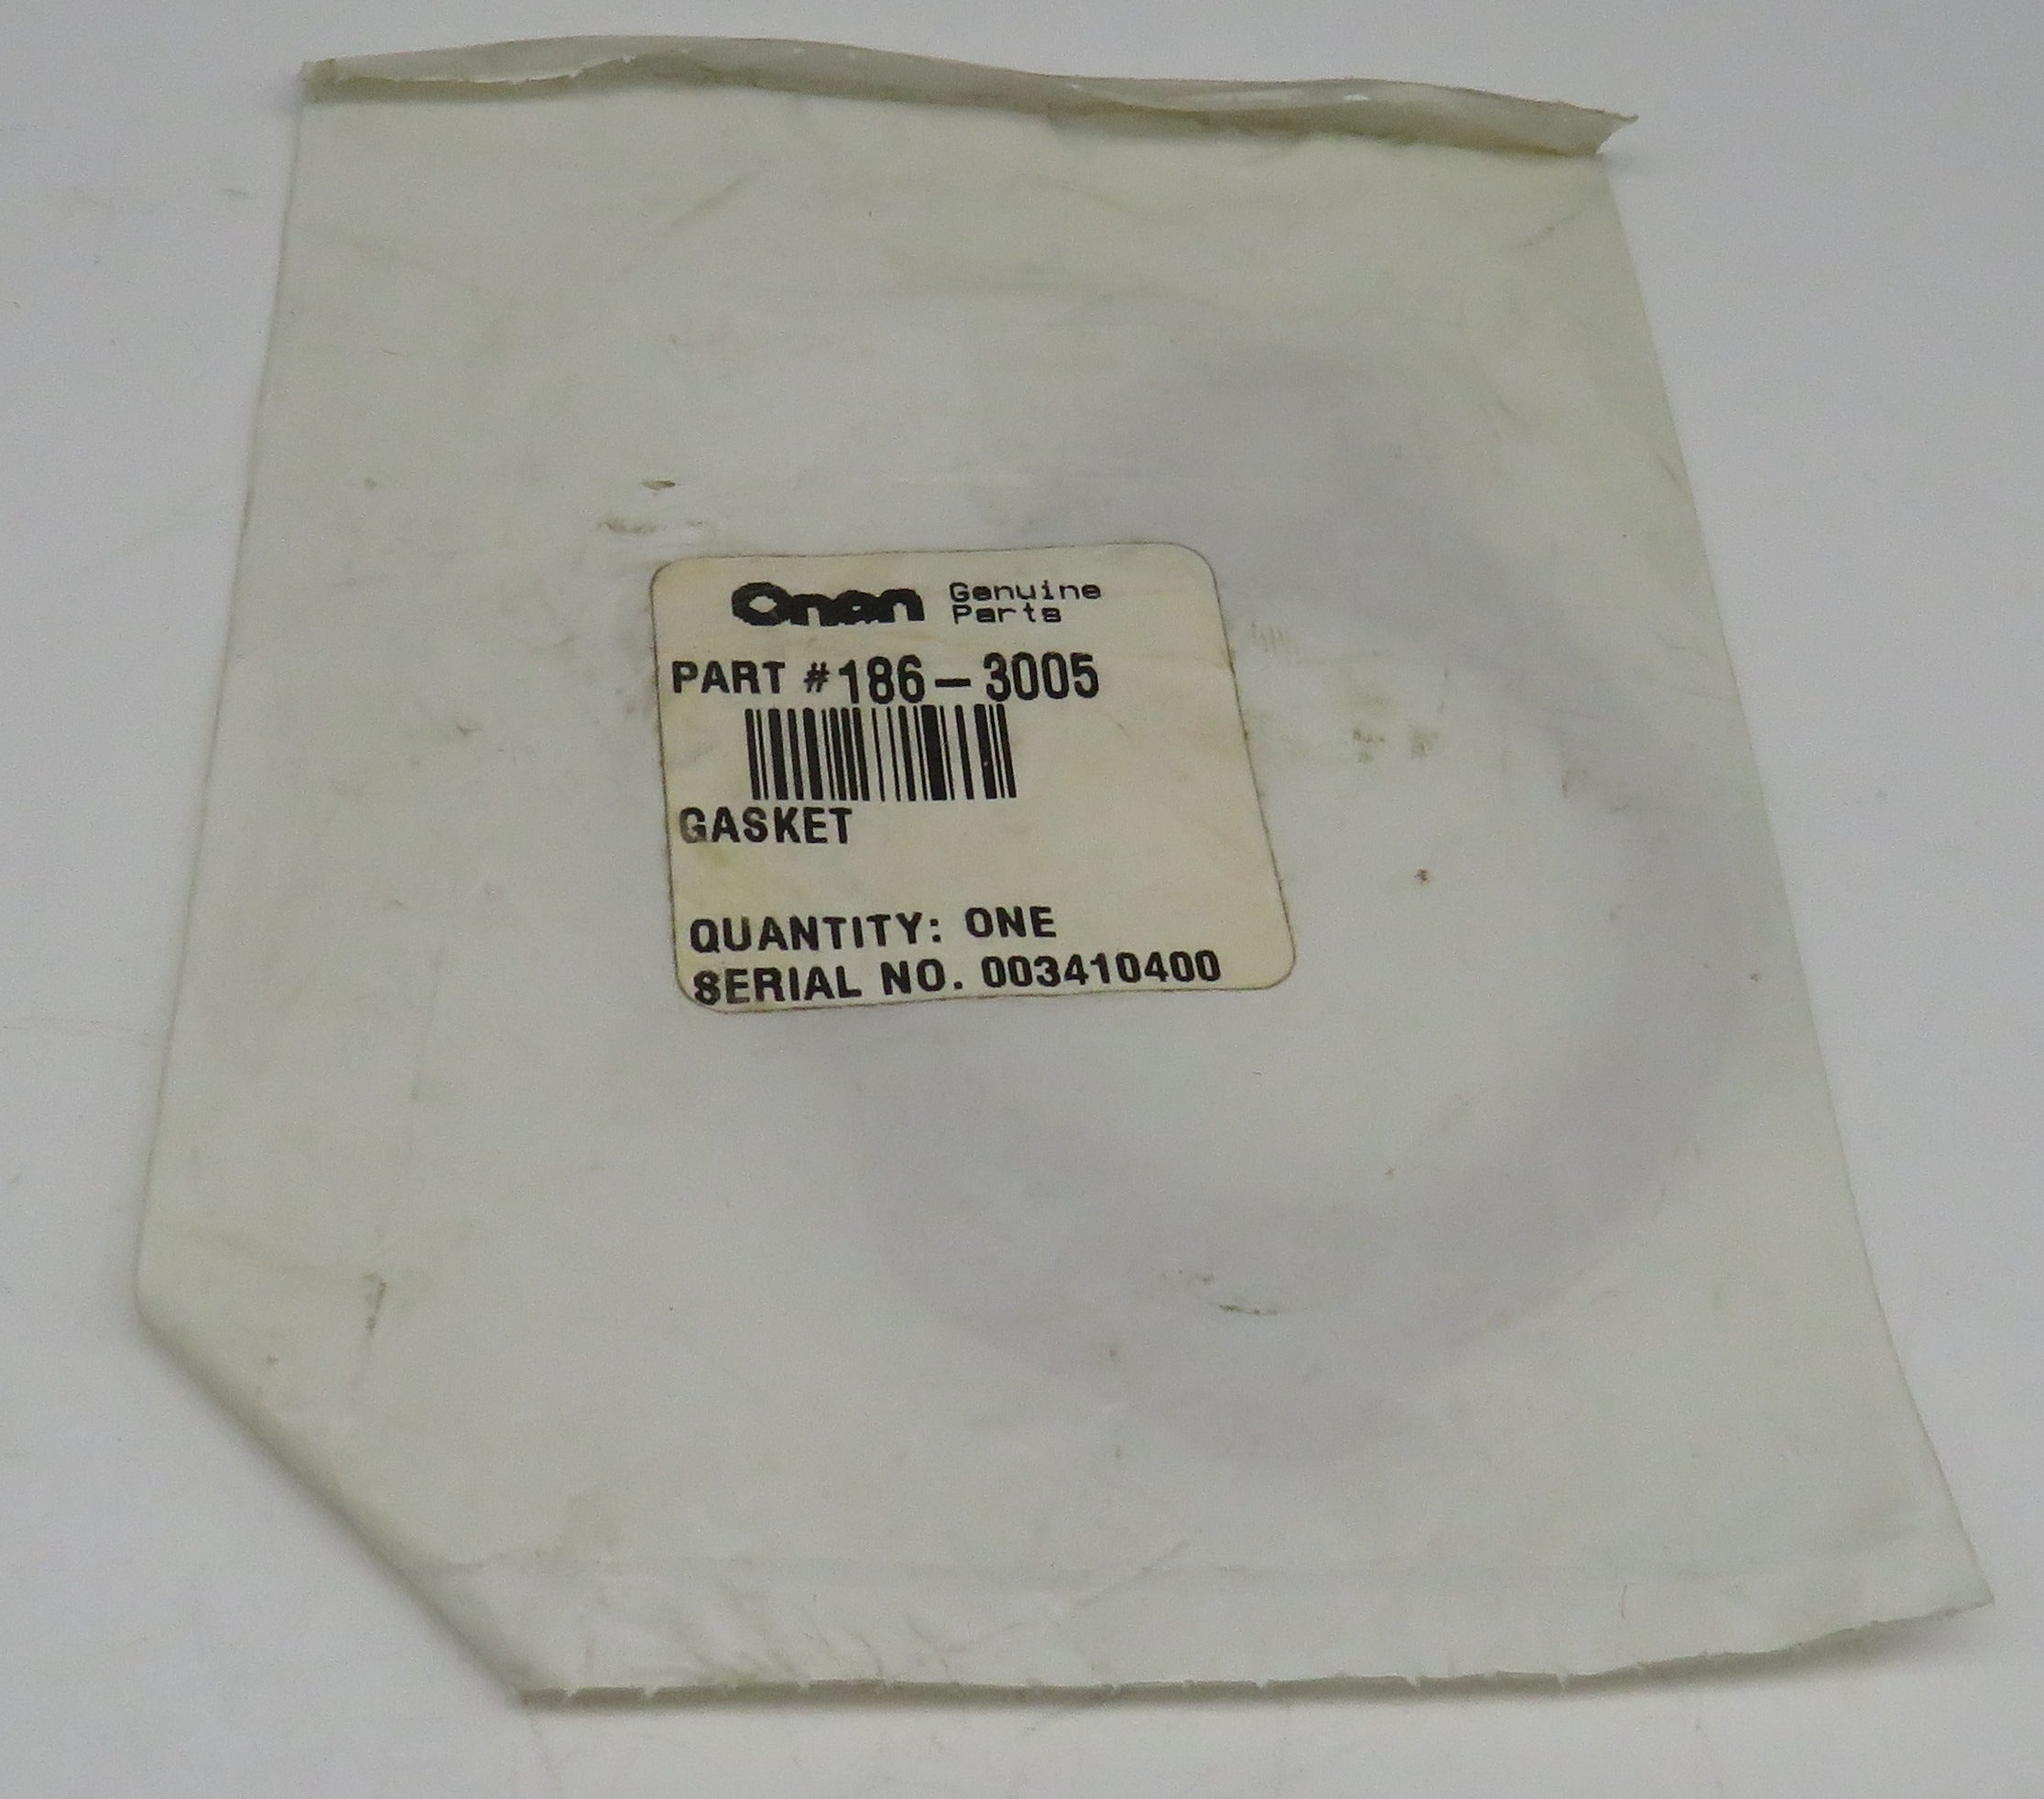 Onan Genuine
Parts
PART #186-3005
GASKET
QUANTITY: ONE
SERIAL NO. 003410400